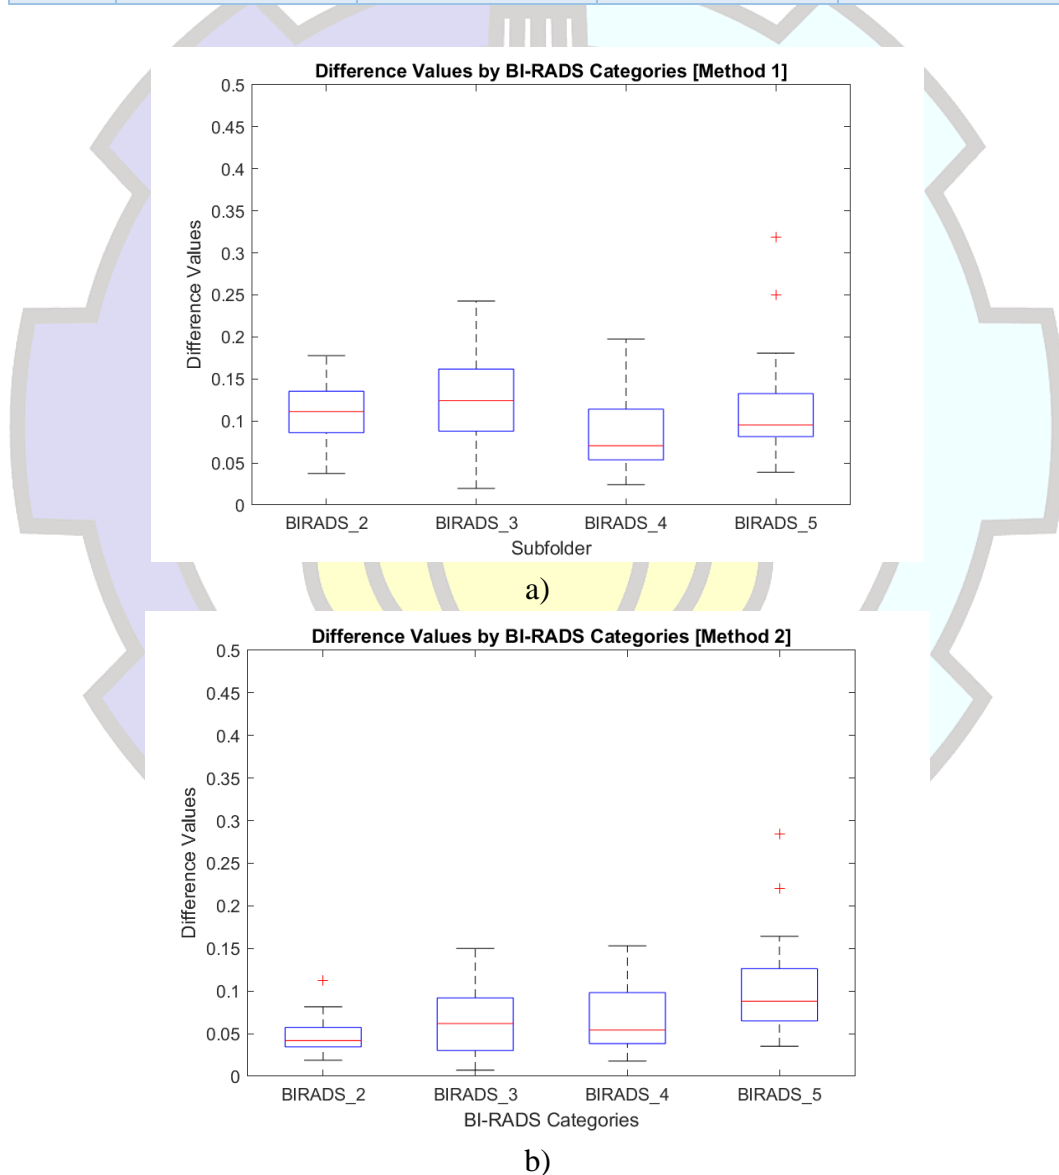 Difference Values by BI-RADS Categories [Method 1]
0.5
0.45
0.4
0.35
0.3
0.25
0.2
0.15
0.1
0.05
0
Difference Values
BIRADS_2 BIRADS_3 BIRADS_4 BIRADS_5
Subfolder
a)
Difference Values by BI-RADS Categories [Method 2]
0.5
0.45
0.4
0.35
0.3
0.25
0.2
0.15
0.1
0.05
0
Difference Values
BIRADS_2 BIRADS_3 BIRADS_4 BIRADS_5
BI-RADS Categories
b)